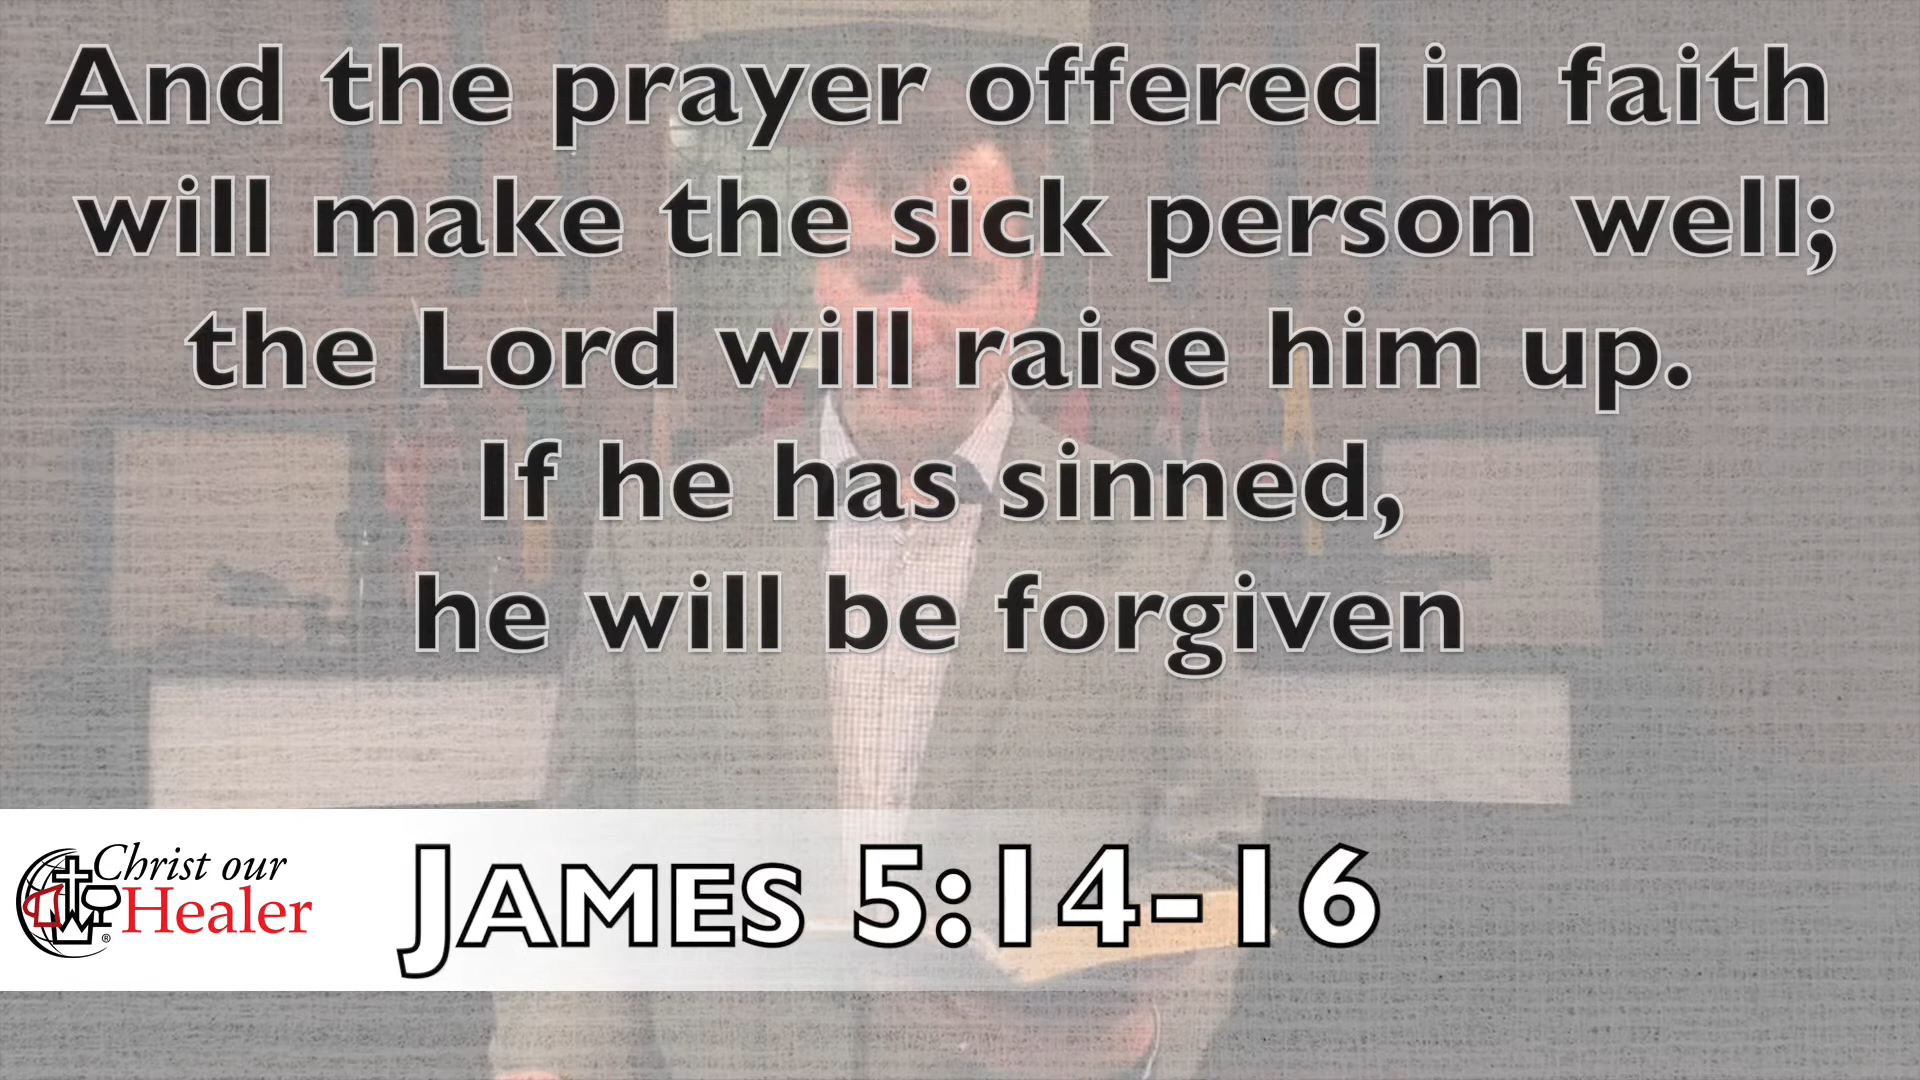 And the prayer offered in faith
will make the sick person well;
the Lord will raise him up.
If he has sinned,
he will be forgiven
Christ our
Healer
®
JAMES 5:14-16